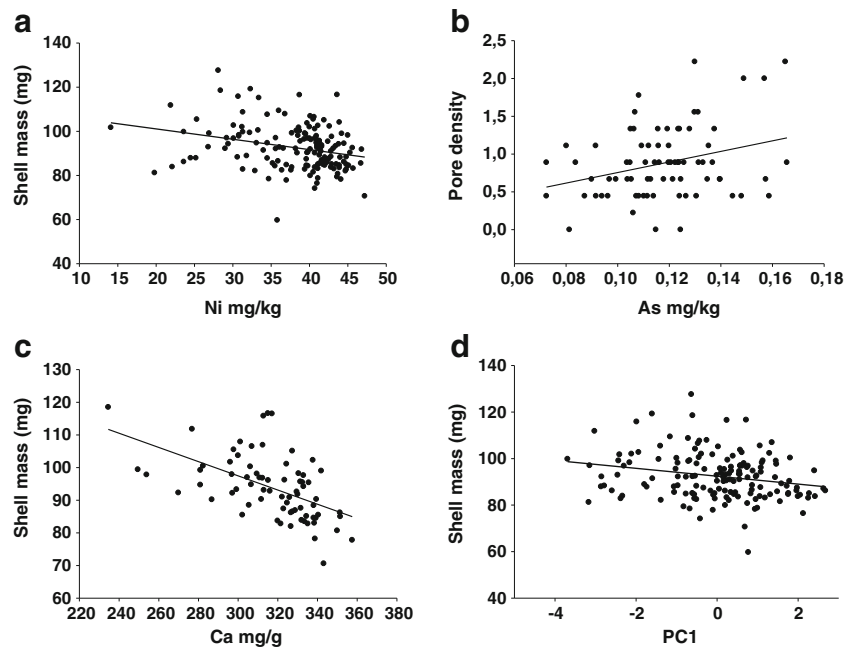 a
Shell mass (mg)
140
120
100
80
60
40
10 15 20 25 30 35 40 45 50
Ni mg/kg
b
Pore density
2,5
2,0
1,5
1,0
0,5
0,0
0,06 0,08 0,10 0,12 0,14 0,16 0,18
As mg/kg
c
Shell mass (mg)
130
120
110
100
90
80
70
60
220 240 260 280 300 320 340 360 380
Ca mg/g
d
Shell mass (mg)
140
120
100
80
60
40
-4 -2 0 2
PC1